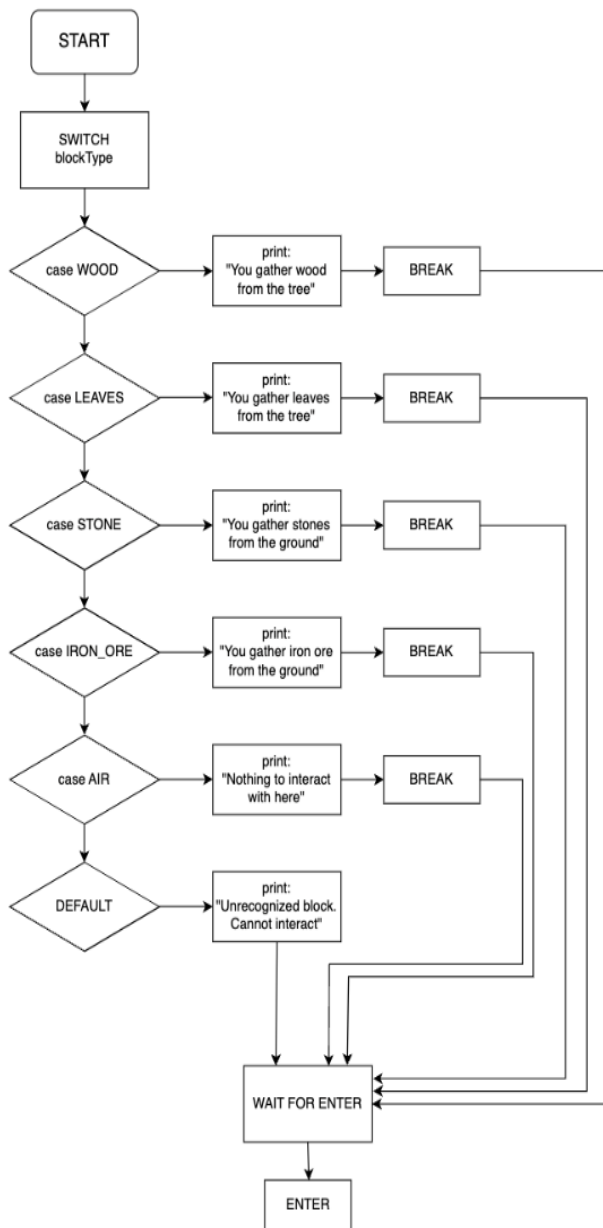 START
SWITCH
blockType
case WOOD
print:
"You gather wood
from the tree"
BREAK
case LEAVES
print:
"You gather leaves
from the tree"
BREAK
case STONE
print:
"You gather stones
from the ground"
BREAK
case IRON_ORE
print:
"You gather iron ore
from the ground"
BREAK
case AIR
print:
"Nothing to interact
with here"
BREAK
DEFAULT
print:
"Unrecognized block.
Cannot interact"
WAIT FOR ENTER
ENTER